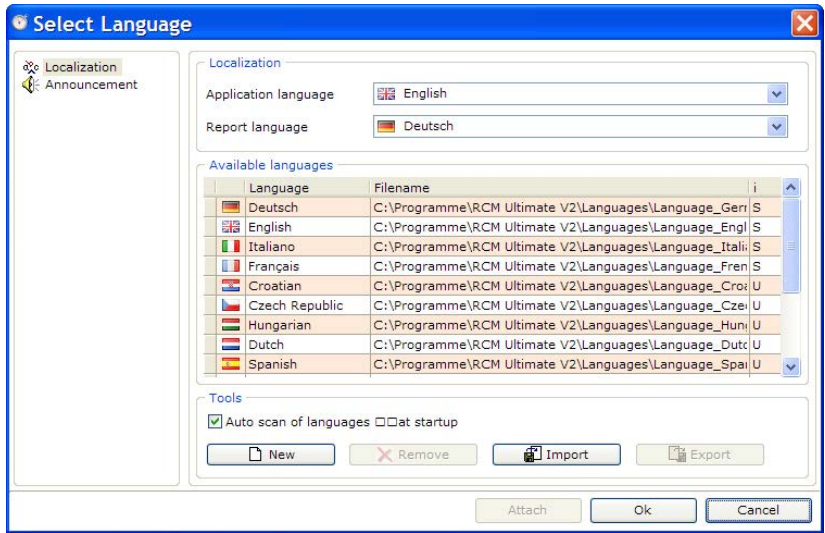 Select Language
Localization
Announcement
Localization
Application language English
Report language Deutsch
Available languages
Language Filename i
Deutsch C:\Programme\RCM Ultimate V2\Languages\Language_Gerr S
English C:\Programme\RCM Ultimate V2\Languages\Language_Engl S
Italiano C:\Programme\RCM Ultimate V2\Languages\Language_Itali S
Français C:\Programme\RCM Ultimate V2\Languages\Language_Fren S
Croatian C:\Programme\RCM Ultimate V2\Languages\Language_Croa U
Czech Republic C:\Programme\RCM Ultimate V2\Languages\Language_Cze U
Hungarian C:\Programme\RCM Ultimate V2\Languages\Language_Hun U
Dutch C:\Programme\RCM Ultimate V2\Languages\Language_Dutc U
Spanish C:\Programme\RCM Ultimate V2\Languages\Language_Spai U
Tools
Auto scan of languages □□at startup
New Remove Import Export
Attach Ok Cancel